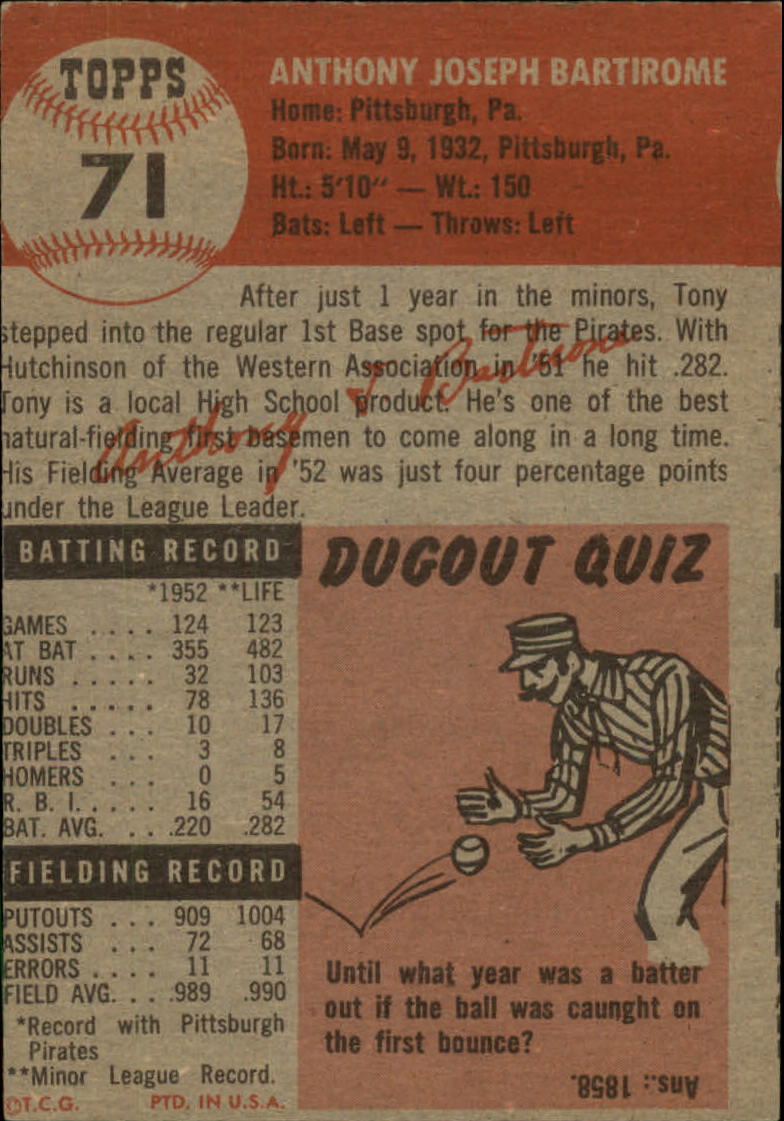 TOPPS
71
ANTHONY JOSEPH BARTIROME
Home: Pittsburgh, Pa.
Born: May 9, 1932, Pittsburgh, Pa.
Ht.: 5'10" — Wt.: 150
Bats: Left — Throws: Left
After just 1 year in the minors, Tony
stepped into the regular 1st Base spot for the Pirates. With
Hutchinson of the Western Association in '51 he hit .282.
Tony is a local High School product. He's one of the best
natural-fielding first basemen to come along in a long time.
His Fielding Average in '52 was just four percentage points
under the League Leader.
Anthony J. Bartirome
BATTING RECORD
*1952 **LIFE
GAMES . . . . 124 123
AT BAT . . . . 355 482
RUNS . . . . . 32 103
HITS . . . . . 78 136
DOUBLES . . . 10 17
TRIPLES . . . 3 8
HOMERS . . . 0 5
R. B. I. . . . . 16 54
BAT. AVG. . . .220 .282
FIELDING RECORD
PUTOUTS . . . 909 1004
ASSISTS . . . 72 68
ERRORS . . . . 11 11
FIELD AVG. . . .989 .990
*Record with Pittsburgh
Pirates
**Minor League Record.
©T.C.G. PTD. IN U.S.A.
DUGOUT QUIZ
Until what year was a batter
out if the ball was caunght on
the first bounce?
Ans.: 1858.